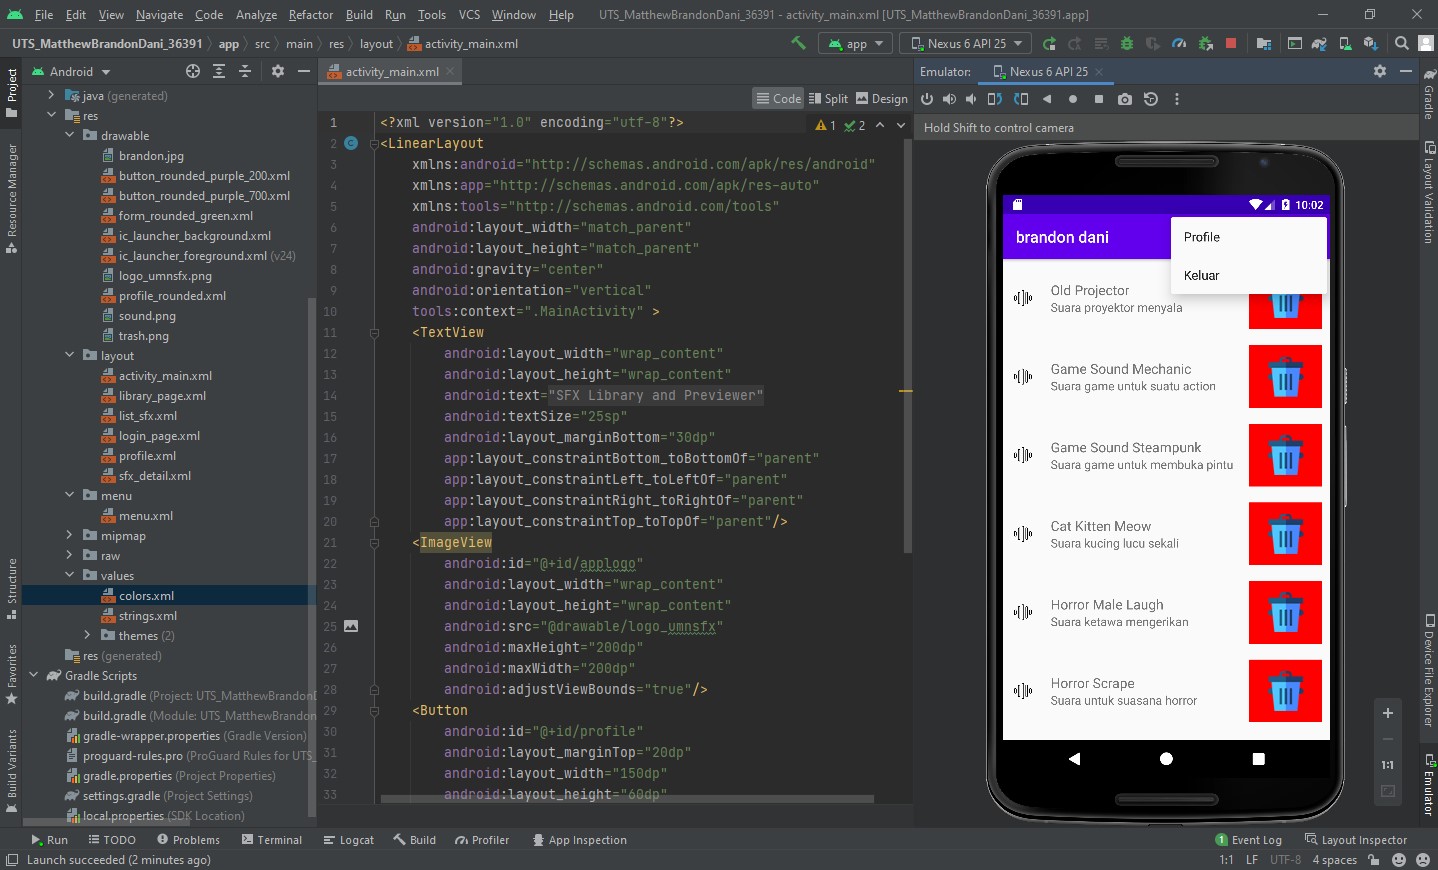 File Edit View Navigate Code Analyze Refactor Build Run Tools VCS Window Help UTS_MatthewBrandonDani_36391 - activity_main.xml [UTS_MatthewBrandonDani_36391.app]
UTS_MatthewBrandonDani_36391 app src main res layout activity_main.xml app Nexus 6 API 25
Project
Resource Manager
Structure
Favorites
Build Variants
Android
java (generated)
res
drawable
brandon.jpg
button_rounded_purple_200.xml
button_rounded_purple_700.xml
form_rounded_green.xml
ic_launcher_background.xml
ic_launcher_foreground.xml (v24)
logo_umnsfx.png
profile_rounded.xml
sound.png
trash.png
layout
activity_main.xml
library_page.xml
list_sfx.xml
login_page.xml
profile.xml
sfx_detail.xml
menu
menu.xml
mipmap
raw
values
colors.xml
strings.xml
themes (2)
res (generated)
Gradle Scripts
build.gradle (Project: UTS_MatthewBrandonD
build.gradle (Module: UTS_MatthewBrandon
gradle-wrapper.properties (Gradle Version)
proguard-rules.pro (ProGuard Rules for UTS_
gradle.properties (Project Properties)
settings.gradle (Project Settings)
local.properties (SDK Location)
activity_main.xml
Code Split Design
1 2
1 <?xml version="1.0" encoding="utf-8"?>
2 <LinearLayout
3 xmlns:android="http://schemas.android.com/apk/res/android"
4 xmlns:app="http://schemas.android.com/apk/res-auto"
5 xmlns:tools="http://schemas.android.com/tools"
6 android:layout_width="match_parent"
7 android:layout_height="match_parent"
8 android:gravity="center"
9 android:orientation="vertical"
10 tools:context=".MainActivity" >
11 <TextView
12 android:layout_width="wrap_content"
13 android:layout_height="wrap_content"
14 android:text="SFX Library and Previewer"
15 android:textSize="25sp"
16 android:layout_marginBottom="30dp"
17 app:layout_constraintBottom_toBottomOf="parent"
18 app:layout_constraintLeft_toLeftOf="parent"
19 app:layout_constraintRight_toRightOf="parent"
20 app:layout_constraintTop_toTopOf="parent"/>
21 <ImageView
22 android:id="@+id/applogo"
23 android:layout_width="wrap_content"
24 android:layout_height="wrap_content"
25 android:src="@drawable/logo_umnsfx"
26 android:maxHeight="200dp"
27 android:maxWidth="200dp"
28 android:adjustViewBounds="true"/>
29 <Button
30 android:id="@+id/profile"
31 android:layout_marginTop="20dp"
32 android:layout_width="150dp"
33 android:layout_height="60dp"
Emulator: Nexus 6 API 25
Hold Shift to control camera
10:02
brandon dani
Profile
Keluar
Old Projector
Suara proyektor menyala
Game Sound Mechanic
Suara game untuk suatu action
Game Sound Steampunk
Suara game untuk membuka pintu
Cat Kitten Meow
Suara kucing lucu sekali
Horror Male Laugh
Suara ketawa mengerikan
Horror Scrape
Suara untuk suasana horror
1:1
Gradle
Layout Validation
Device File Explorer
Emulator
Run TODO Problems Terminal Logcat Build Profiler App Inspection 1 Event Log Layout Inspector
Launch succeeded (2 minutes ago) 1:1 LF UTF-8 4 spaces